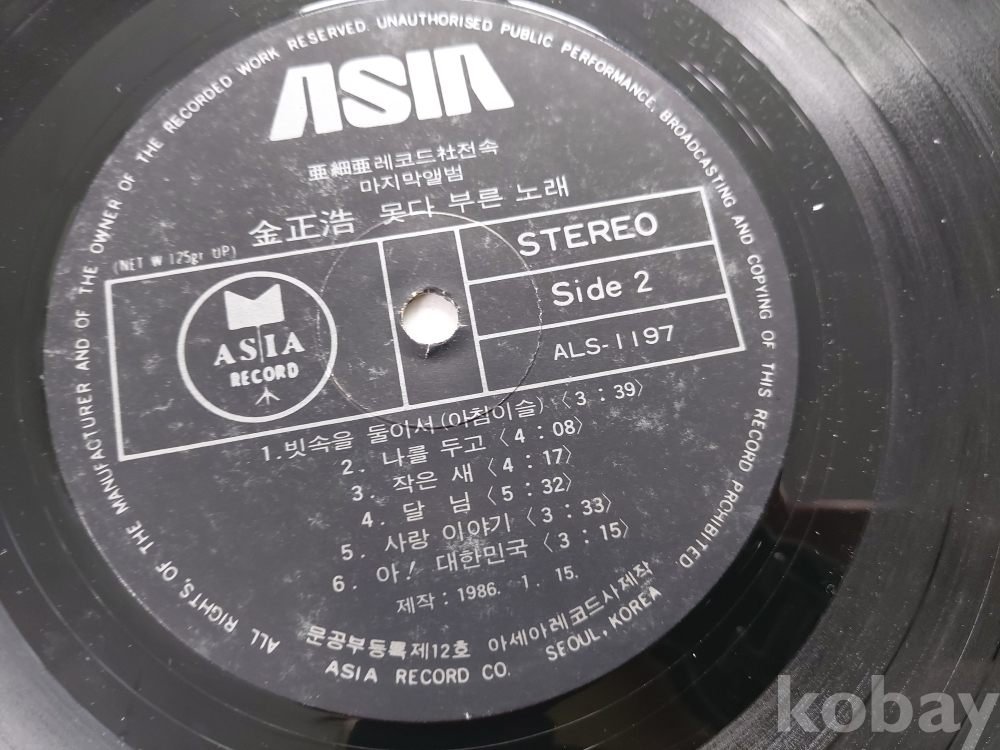 ALL RIGHTS, OF THE MANUFACTURER AND OF THE OWNER OF THE RECORDED WORK RESERVED. UNAUTHORISED PUBLIC PERFORMANCE, BROADCASTING AND COPYING OF THIS RECORD PROHIBITED
ASIA
亜細亜레코드社전속
마지막앨범
金正浩 못다 부른 노래
(NET W 125gr UP)
STEREO
Side 2
ALS-1197
ASIA
RECORD
1. 빗속을 둘이서 (아침이슬) 〈3 : 39〉
2. 나를 두고 〈4 : 08〉
3. 작은 새 〈4 : 17〉
4. 달 님 〈5 : 32〉
5. 사랑 이야기 〈3 : 33〉
6. 아! 대한민국 〈3 : 15〉
제작 : 1986. 1. 15.
문공부등록제12호 아세아레코드사제작
ASIA RECORD CO. SEOUL, KOREA
kobay